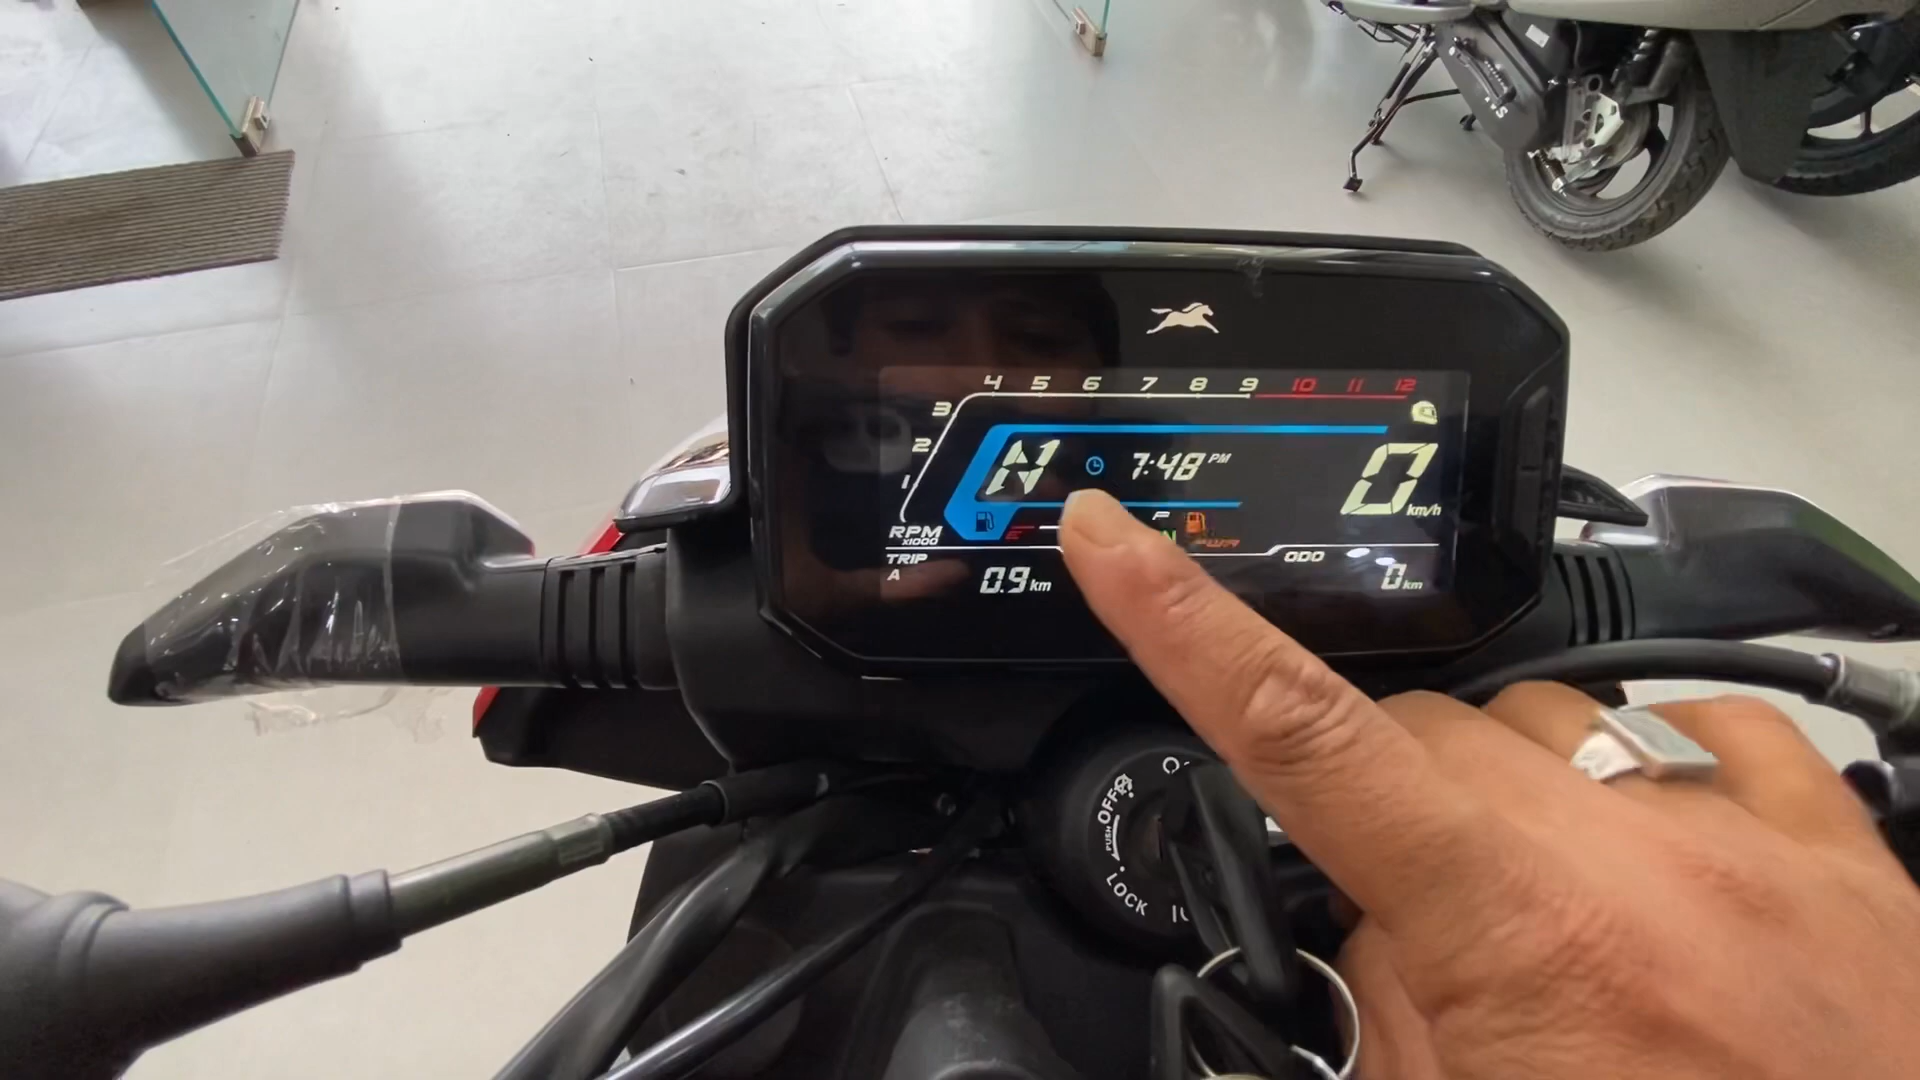 4 5 6 7 8 9 10 11 12
3
2
1
N 7:48 PM 0 km/h
RPM
x1000
E F
TRIP ODO
A 0.9 km 0 km
OFF
PUSH
LOCK